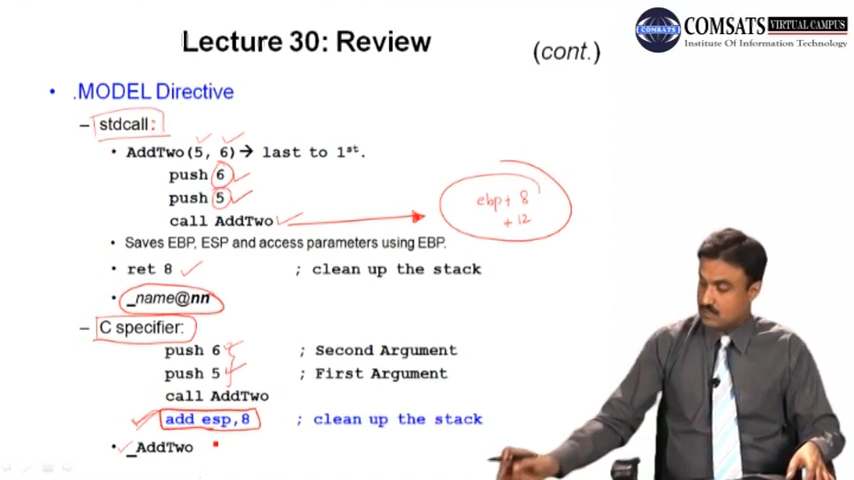 Lecture 30: Review
(cont.)
COMSATS VIRTUAL CAMPUS
Institute Of Information Technology
COMSATS
• .MODEL Directive
– stdcall:
• AddTwo(5, 6)→ last to 1st.
push 6
push 5
call AddTwo
ebp+ 8
+12
• Saves EBP, ESP and access parameters using EBP.
• ret 8 ; clean up the stack
• _name@nn
– C specifier:
push 6 ; Second Argument
push 5 ; First Argument
call AddTwo
add esp,8 ; clean up the stack
• _AddTwo